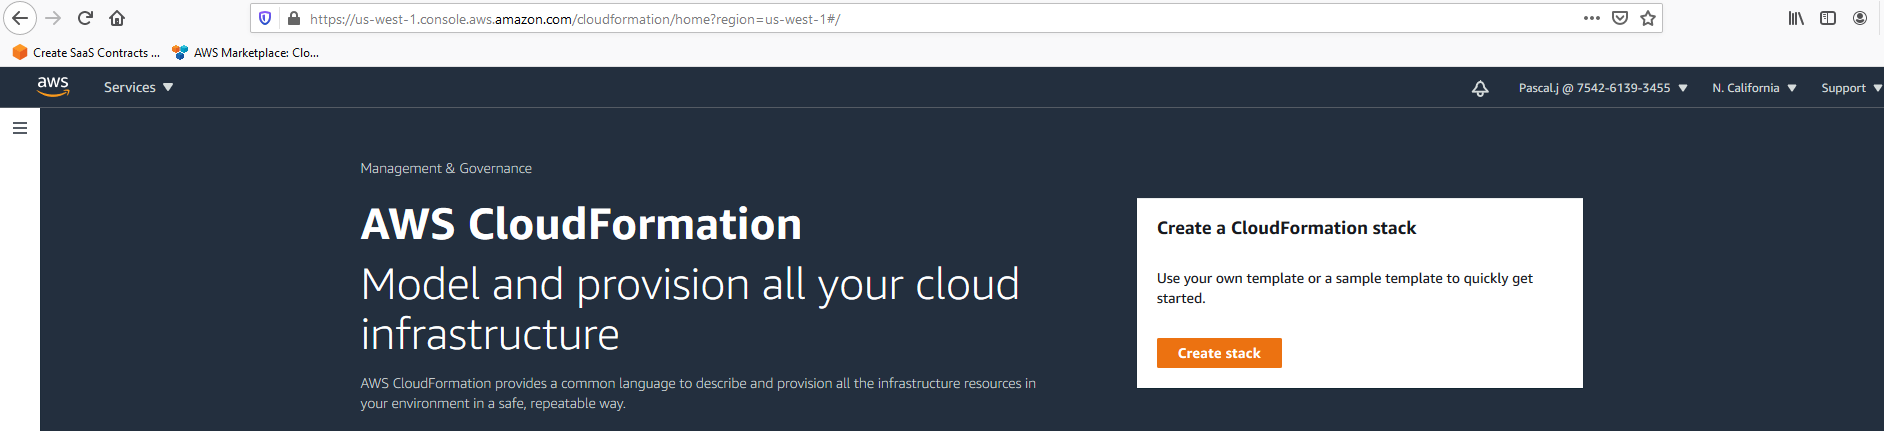 https://us-west-1.console.aws.amazon.com/cloudformation/home?region=us-west-1#/
Create SaaS Contracts ... AWS Marketplace: Clo...
aws Services Pascal.j @ 7542-6139-3455 N. California Support
Management & Governance
AWS CloudFormation
Model and provision all your cloud
infrastructure
AWS CloudFormation provides a common language to describe and provision all the infrastructure resources in
your environment in a safe, repeatable way.
Create a CloudFormation stack
Use your own template or a sample template to quickly get
started.
Create stack